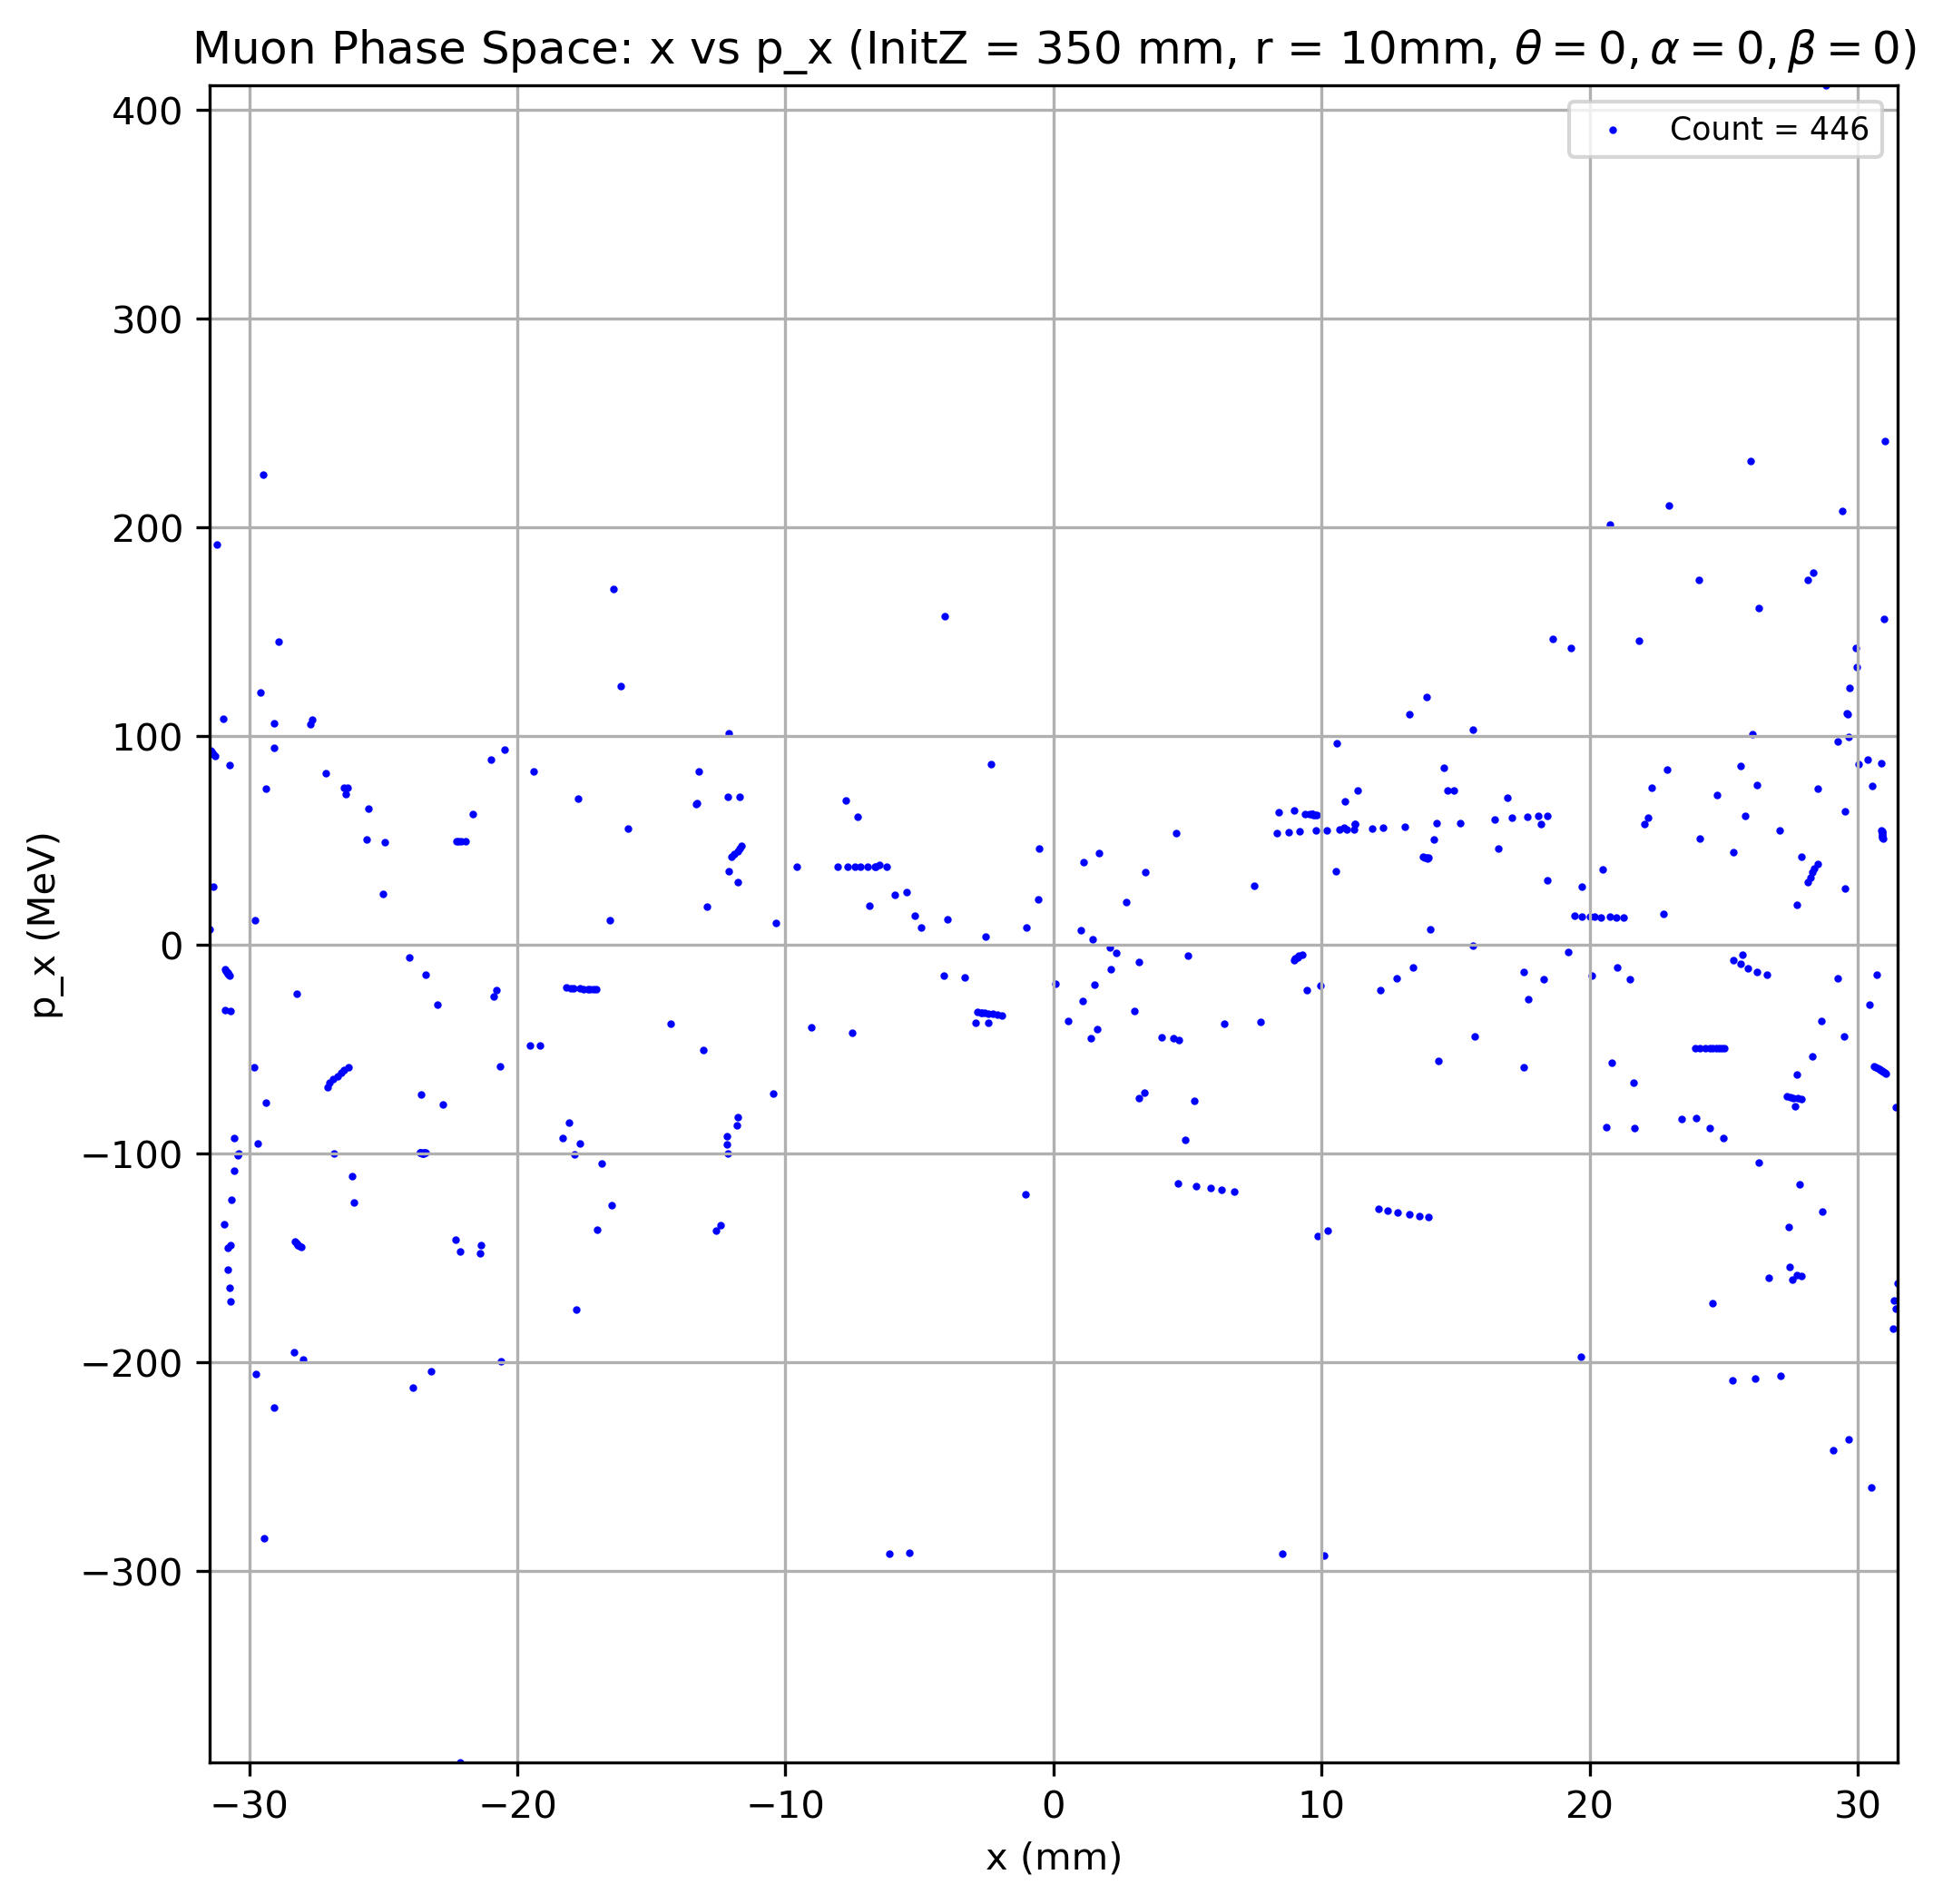 Muon Phase Space: x vs p_x (InitZ = 350 mm, r = 10mm, θ = 0, α = 0, β = 0)
Count = 446
400
300
200
100
0
−100
−200
−300
p_x (MeV)
−30 −20 −10 0 10 20 30
x (mm)